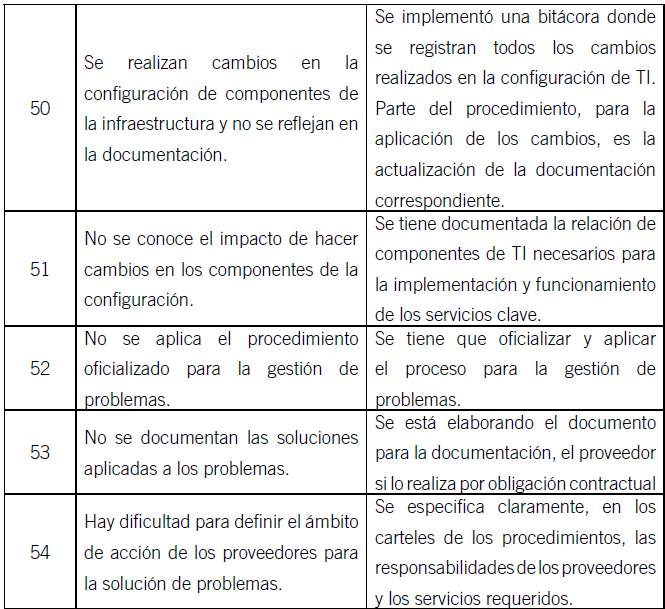 50
Se realizan cambios en la
configuración de componentes de
la infraestructura y no se reflejan en
la documentación.
Se implementó una bitácora donde
se registran todos los cambios
realizados en la configuración de TI.
Parte del procedimiento, para la
aplicación de los cambios, es la
actualización de la documentación
correspondiente.
51
No se conoce el impacto de hacer
cambios en los componentes de la
configuración.
Se tiene documentada la relación de
componentes de TI necesarios para
la implementación y funcionamiento
de los servicios clave.
52
No se aplica el procedimiento
oficializado para la gestión de
problemas.
Se tiene que oficializar y aplicar
el proceso para la gestión de
problemas.
53
No se documentan las soluciones
aplicadas a los problemas.
Se está elaborando el documento
para la documentación, el proveedor
si lo realiza por obligación contractual
54
Hay dificultad para definir el ámbito
de acción de los proveedores para
la solución de problemas.
Se especifica claramente, en los
carteles de los procedimientos, las
responsabilidades de los proveedores
y los servicios requeridos.